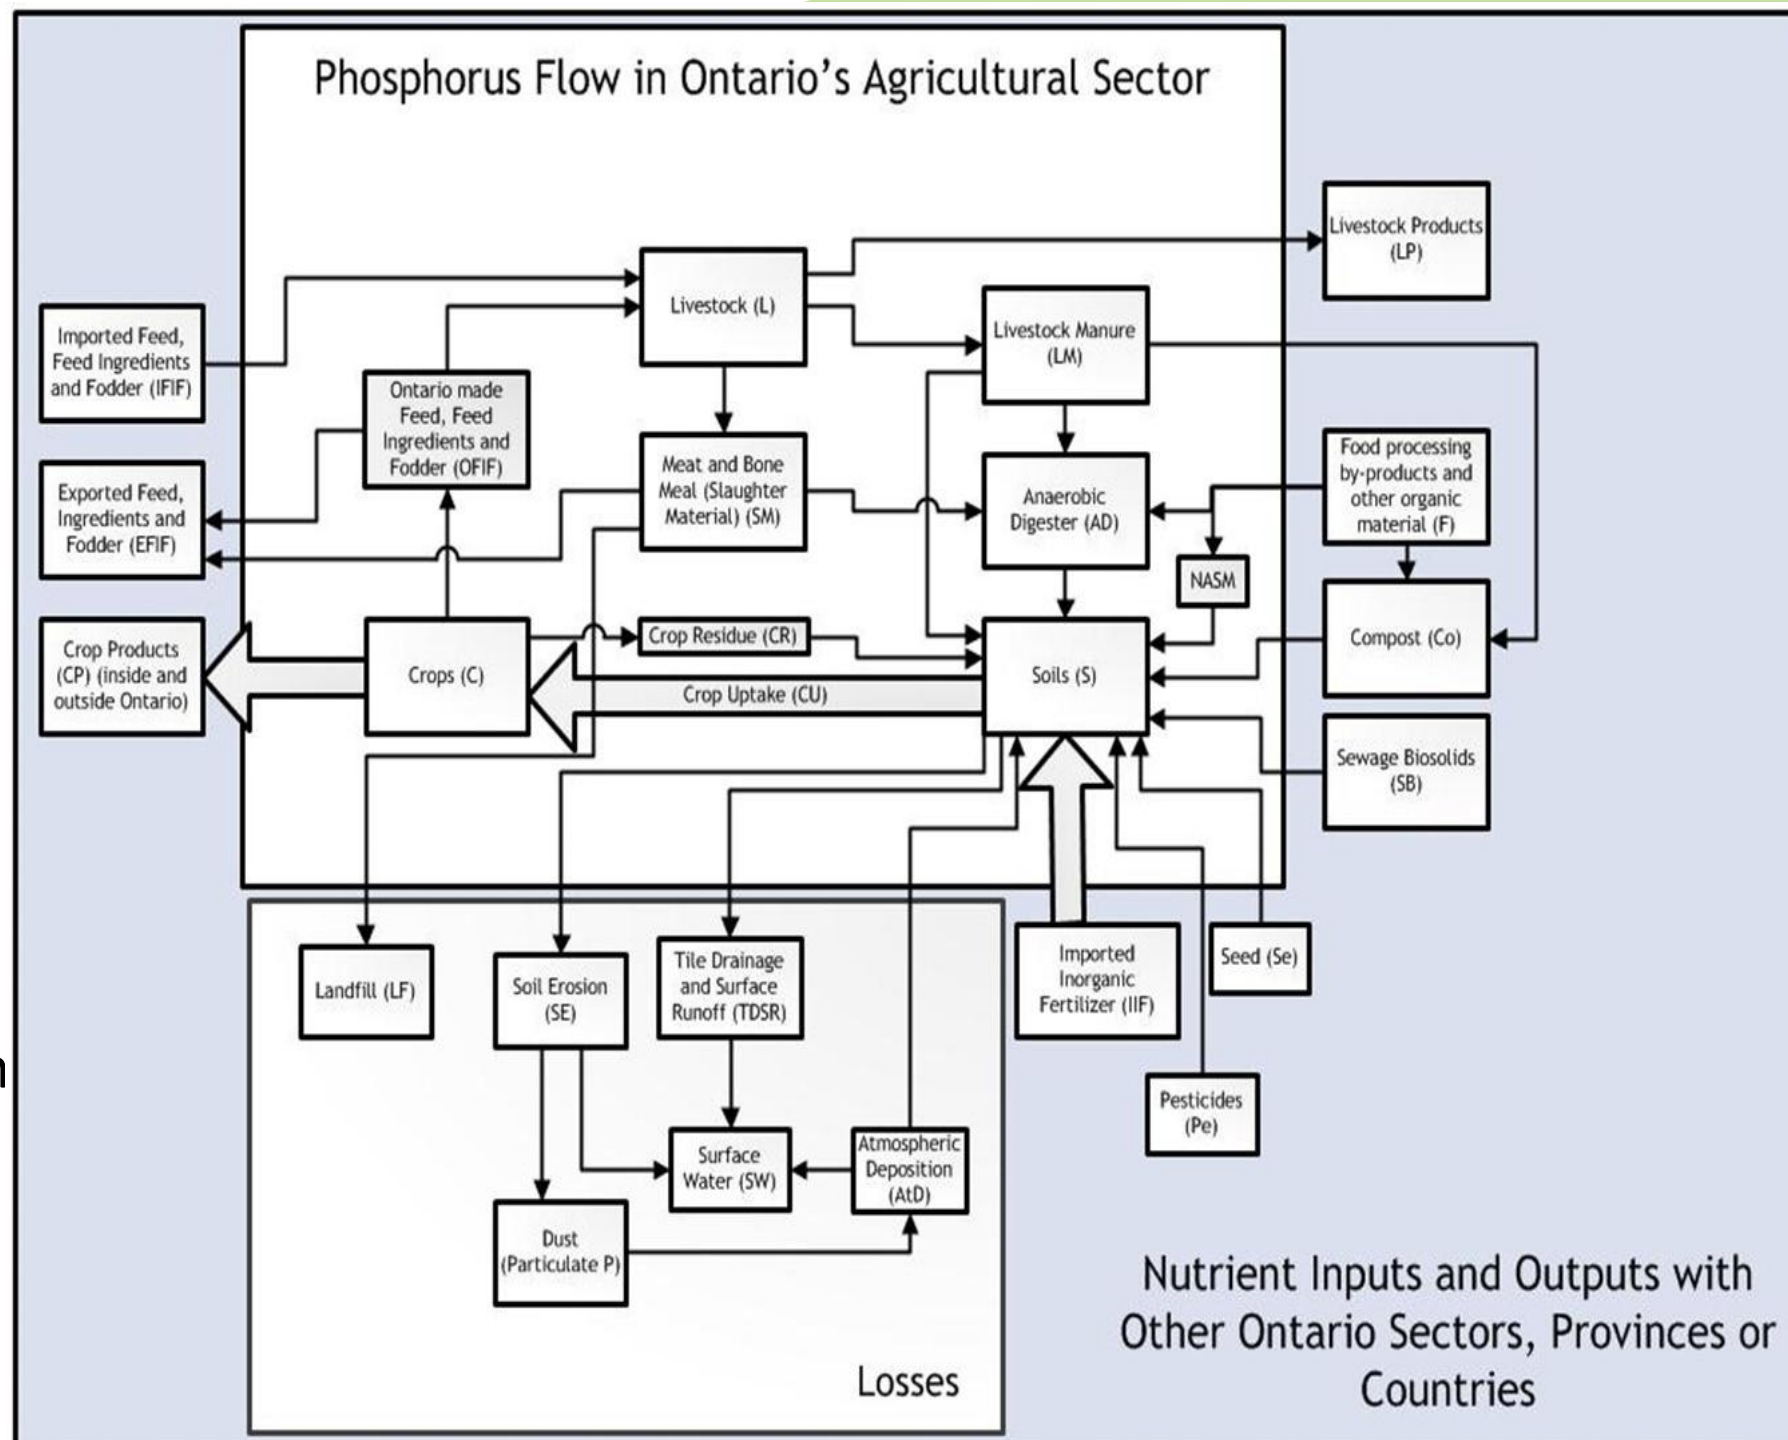 Phosphorus Flow in Ontario's Agricultural Sector
Livestock Products
(LP)
Livestock (L)
Livestock Manure
(LM)
Imported Feed,
Feed Ingredients
and Fodder (IFIF)
Ontario made
Feed, Feed
Ingredients and
Fodder (OFIF)
Food processing
by-products and
other organic
material (F)
Meat and Bone
Meal (Slaughter
Material) (SM)
Anaerobic
Digester (AD)
Exported Feed,
Ingredients and
Fodder (EFIF)
NASM
Crop Products
(CP) (inside and
outside Ontario)
Crops (C)
Crop Residue (CR)
Crop Uptake (CU)
Soils (S)
Compost (Co)
Sewage Biosolids
(SB)
Landfill (LF)
Soil Erosion
(SE)
Tile Drainage
and Surface
Runoff (TDSR)
Imported
Inorganic
Fertilizer (IIF)
Seed (Se)
Pesticides
(Pe)
Surface
Water (SW)
Atmospheric
Deposition
(AtD)
Dust
(Particulate P)
Losses
Nutrient Inputs and Outputs with
Other Ontario Sectors, Provinces or
Countries